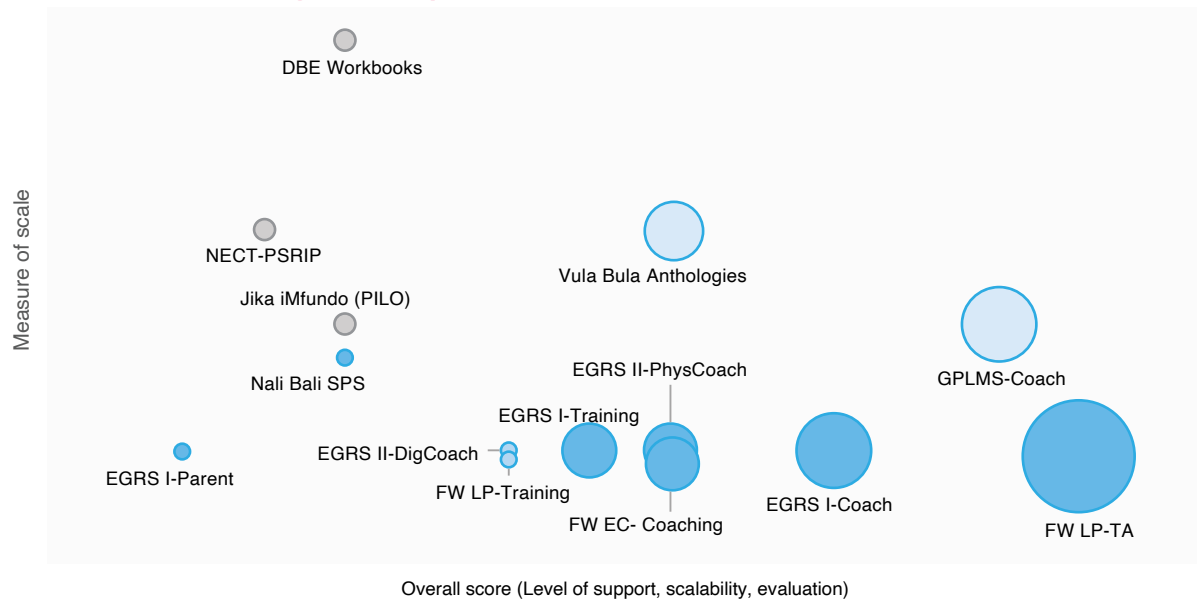 DBE Workbooks
Measure of scale
NECT-PSRIP
Vula Bula Anthologies
Jika iMfundo (PILO)
Nali Bali SPS
EGRS II-PhysCoach
GPLMS-Coach
EGRS I-Training
EGRS II-DigCoach
EGRS I-Parent
FW LP-Training
EGRS I-Coach
FW EC- Coaching
FW LP-TA
Overall score (Level of support, scalability, evaluation)